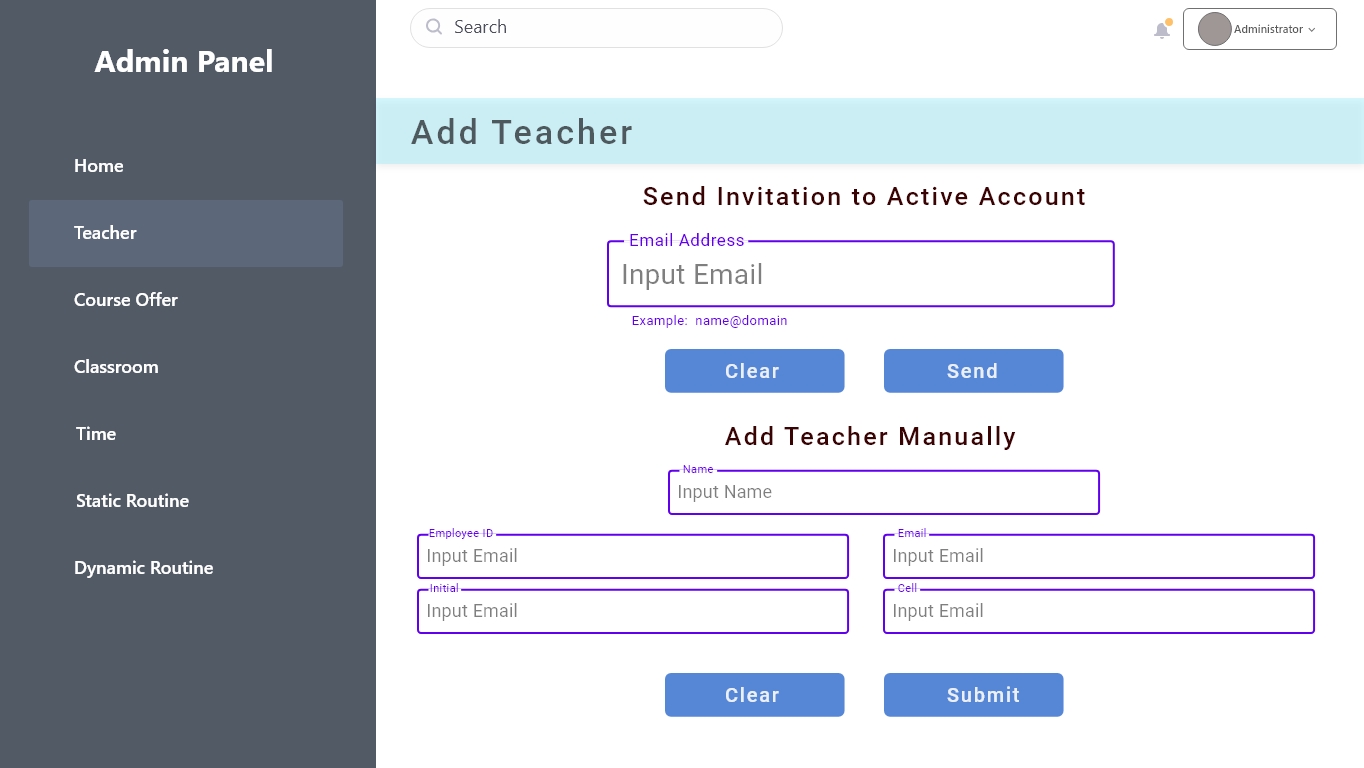 Admin Panel
Home
Teacher
Course Offer
Classroom
Time
Static Routine
Dynamic Routine
Search
Administrator
Add Teacher
Send Invitation to Active Account
Email Address
Input Email
Example: name@domain
Clear
Send
Add Teacher Manually
Name
Input Name
Employee ID
Input Email
Email
Input Email
Initial
Input Email
Cell
Input Email
Clear
Submit